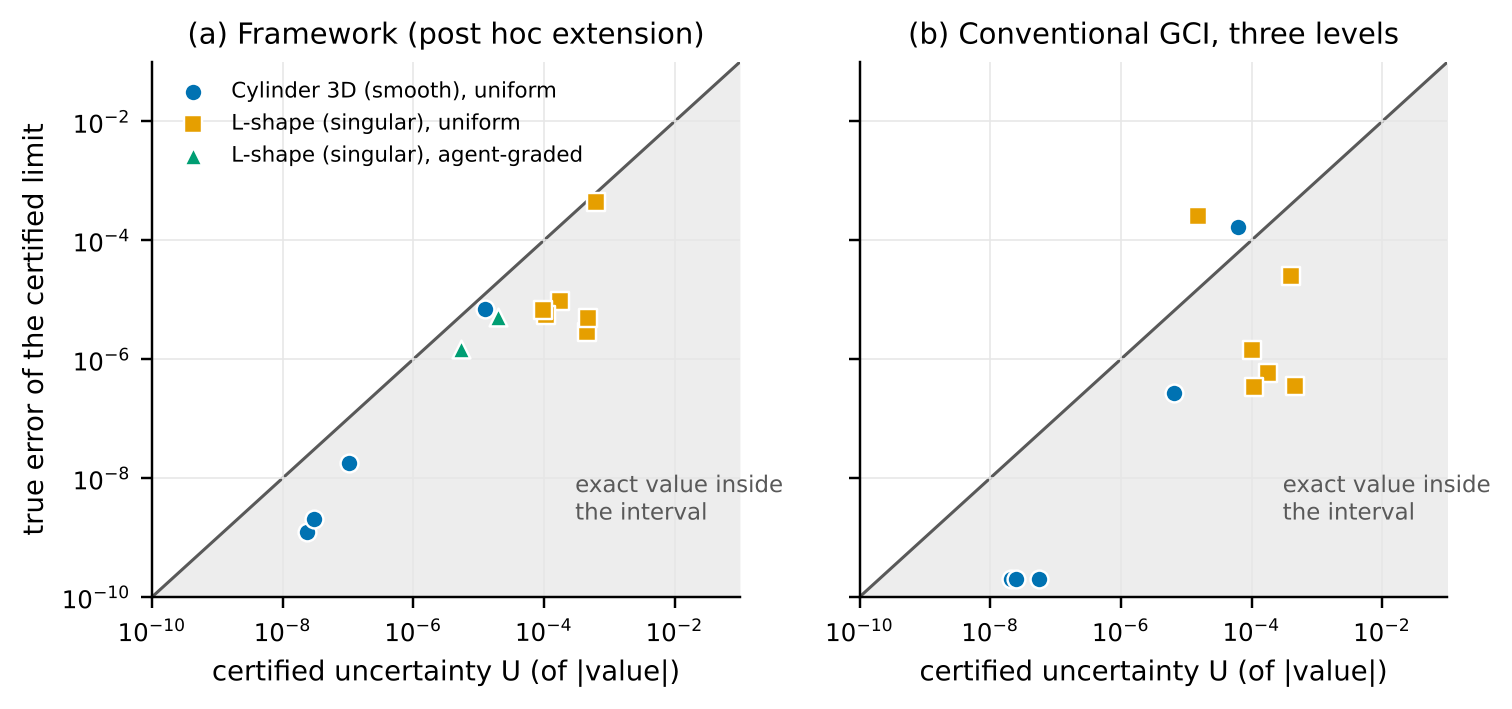 (a) Framework (post hoc extension)
Cylinder 3D (smooth), uniform
L-shape (singular), uniform
L-shape (singular), agent-graded
10⁻²
10⁻⁴
10⁻⁶
10⁻⁸
10⁻¹⁰
true error of the certified limit
exact value inside
the interval
10⁻¹⁰ 10⁻⁸ 10⁻⁶ 10⁻⁴ 10⁻²
certified uncertainty U (of |value|)
(b) Conventional GCI, three levels
exact value inside
the interval
10⁻¹⁰ 10⁻⁸ 10⁻⁶ 10⁻⁴ 10⁻²
certified uncertainty U (of |value|)